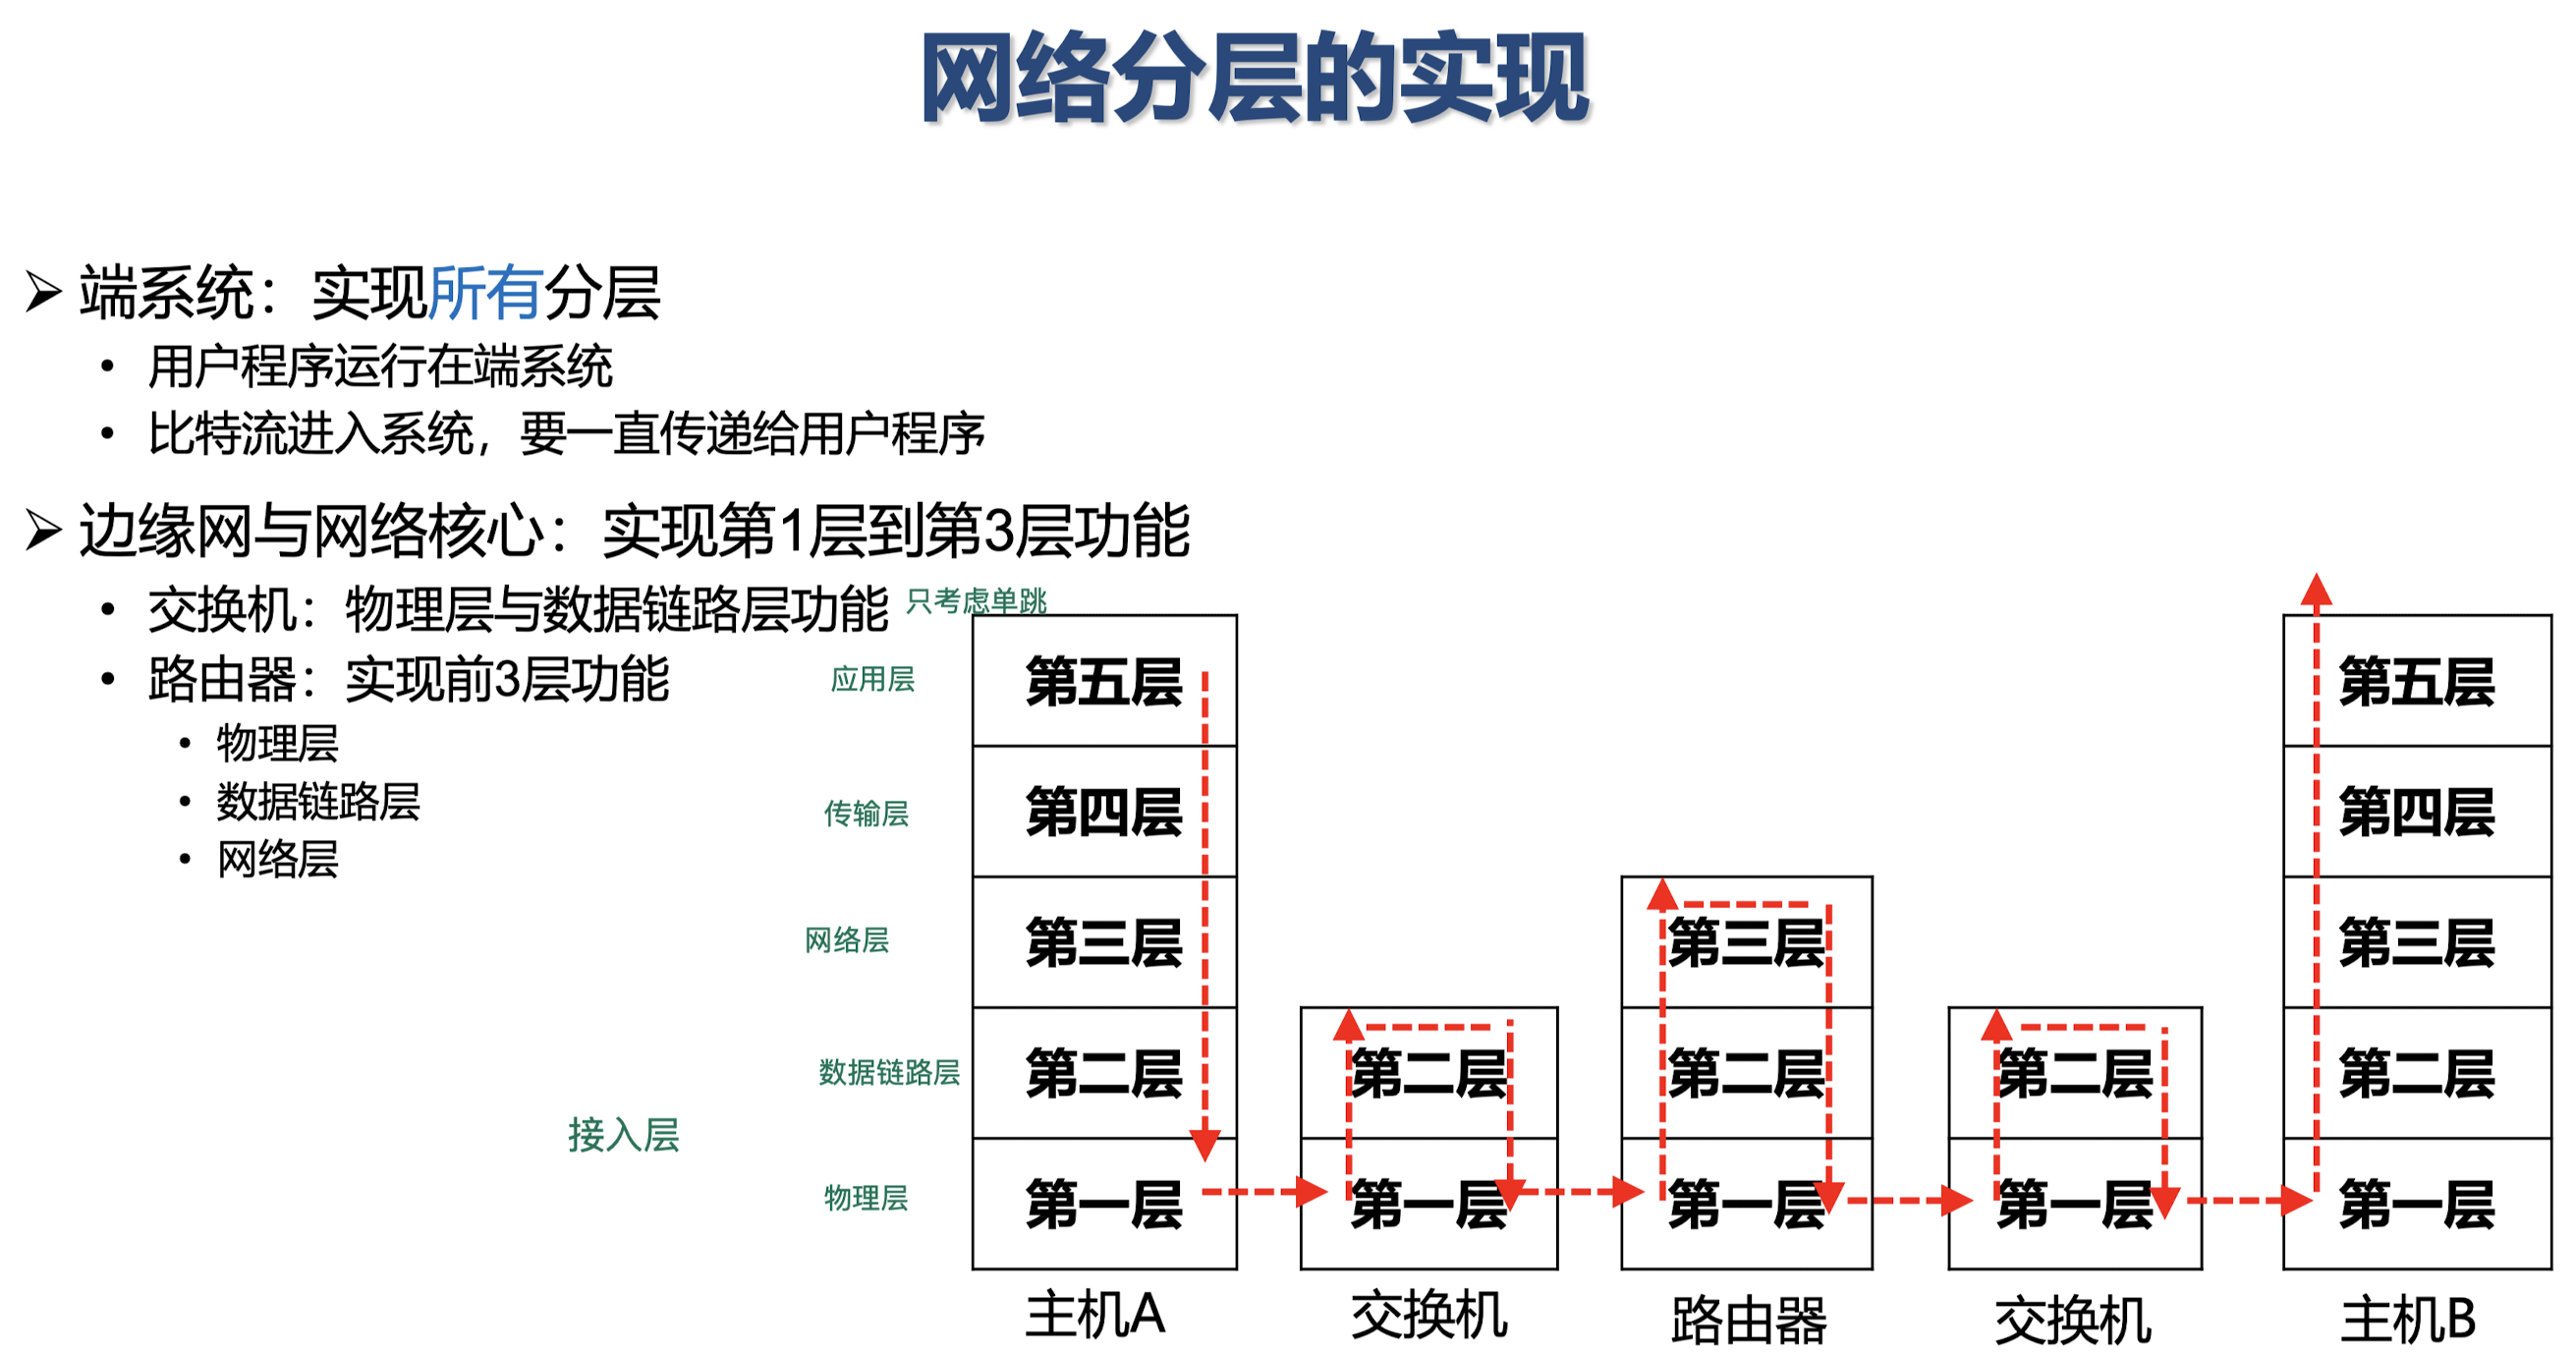 网络分层的实现
端系统：实现所有分层
用户程序运行在端系统
比特流进入系统，要一直传递给用户程序
边缘网与网络核心：实现第1层到第3层功能
交换机：物理层与数据链路层功能 只考虑单跳
路由器：实现前3层功能
物理层
数据链路层
网络层
应用层 第五层 第五层
传输层 第四层 第四层
网络层 第三层 第三层 第三层
数据链路层 第二层 第二层 第二层 第二层 第二层
接入层
物理层 第一层 第一层 第一层 第一层 第一层
主机A 交换机 路由器 交换机 主机B